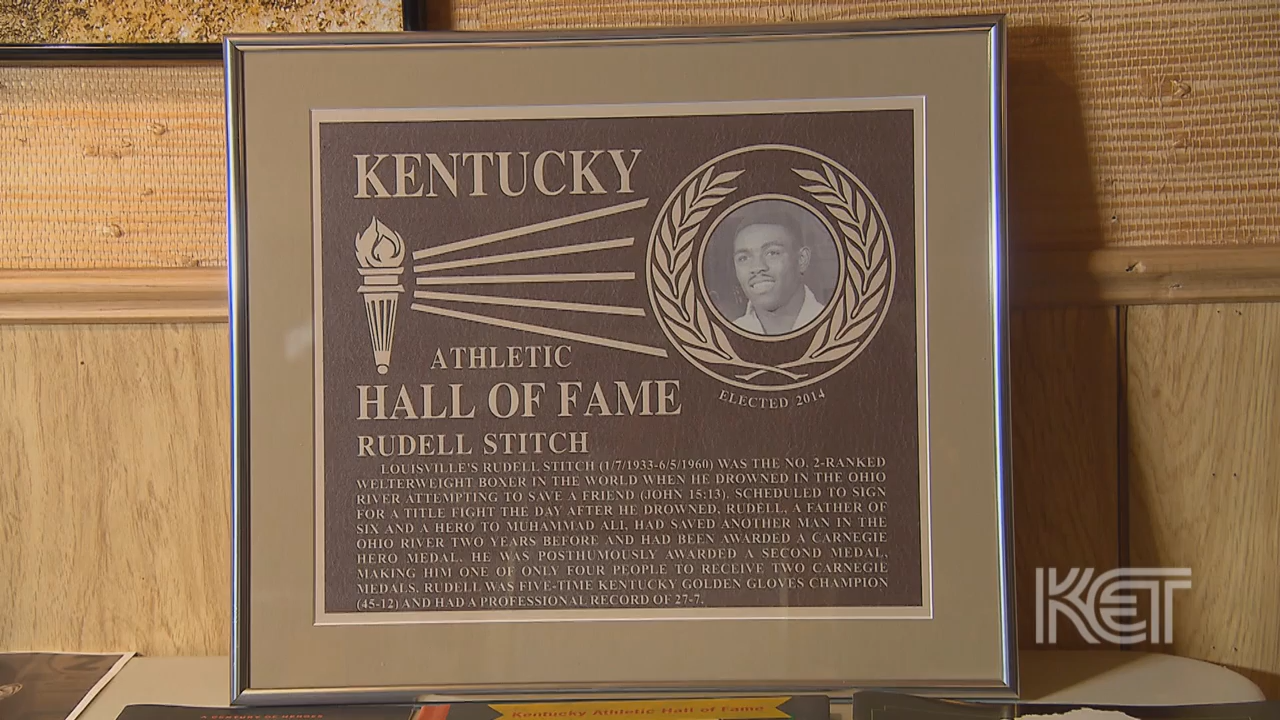 KENTUCKY
ATHLETIC
HALL OF FAME
ELECTED 2014
RUDELL STITCH
LOUISVILLE'S RUDELL STITCH (1/7/1933-6/5/1960) WAS THE NO. 2-RANKED
WELTERWEIGHT BOXER IN THE WORLD WHEN HE DROWNED IN THE OHIO
RIVER ATTEMPTING TO SAVE A FRIEND (JOHN 15:13). SCHEDULED TO SIGN
FOR A TITLE FIGHT THE DAY AFTER HE DROWNED, RUDELL, A FATHER OF
SIX AND A HERO TO MUHAMMAD ALI, HAD SAVED ANOTHER MAN IN THE
OHIO RIVER TWO YEARS BEFORE AND HAD BEEN AWARDED A CARNEGIE
HERO MEDAL. HE WAS POSTHUMOUSLY AWARDED A SECOND MEDAL,
MAKING HIM ONE OF ONLY FOUR PEOPLE TO RECEIVE TWO CARNEGIE
MEDALS. RUDELL WAS FIVE-TIME KENTUCKY GOLDEN GLOVES CHAMPION
(45-12) AND HAD A PROFESSIONAL RECORD OF 27-7.
KET
A CENTURY OF HEROES
Kentucky Athletic Hall of Fame